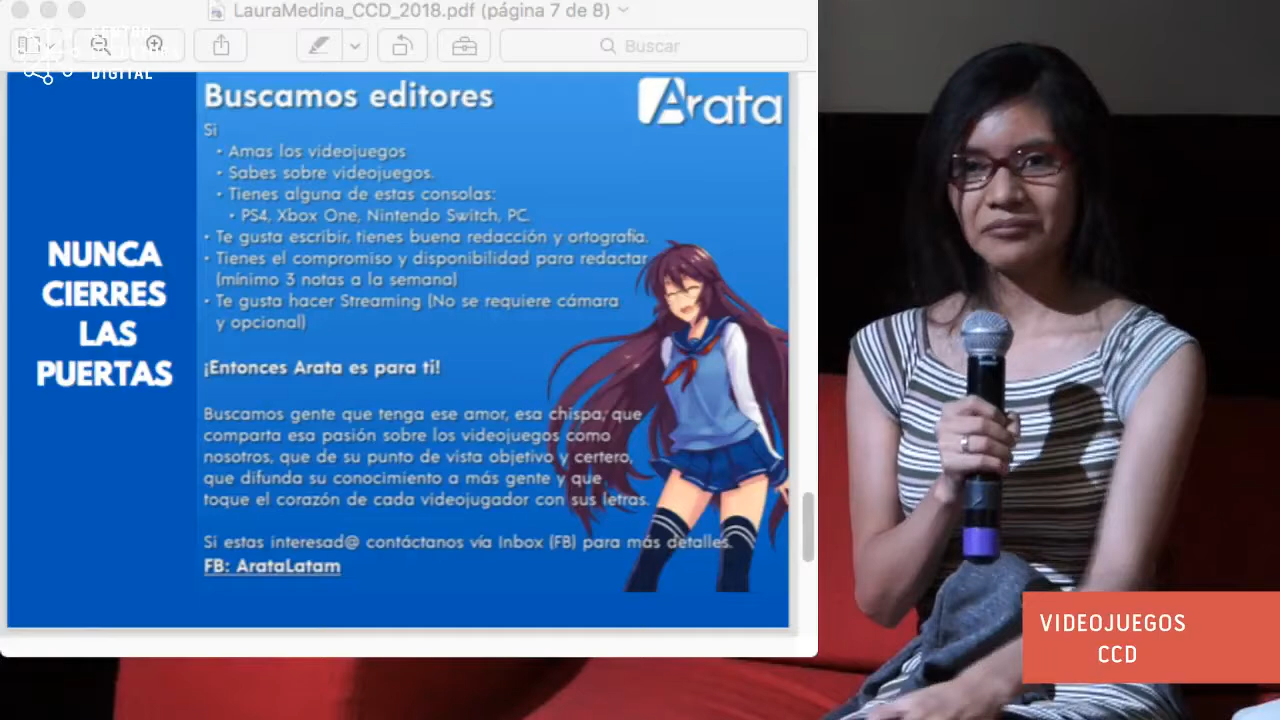 LauraMedina_CCD_2018.pdf (página 7 de 8)
Buscar
DIGITAL
NUNCA
CIERRES
LAS
PUERTAS
Buscamos editores
Arata
Si
• Amas los videojuegos
• Sabes sobre videojuegos.
• Tienes alguna de estas consolas:
• PS4, Xbox One, Nintendo Switch, PC.
• Te gusta escribir, tienes buena redacción y ortografía.
• Tienes el compromiso y disponibilidad para redactar
(mínimo 3 notas a la semana)
• Te gusta hacer Streaming (No se requiere cámara
y opcional)
¡Entonces Arata es para ti!
Buscamos gente que tenga ese amor, esa chispa, que
comparta esa pasión sobre los videojuegos como
nosotros, que de su punto de vista objetivo y certero,
que difunda su conocimiento a más gente y que
toque el corazón de cada videojugador con sus letras.
Si estas interesad@ contáctanos vía Inbox (FB) para más detalles.
FB: ArataLatam
VIDEOJUEGOS
CCD